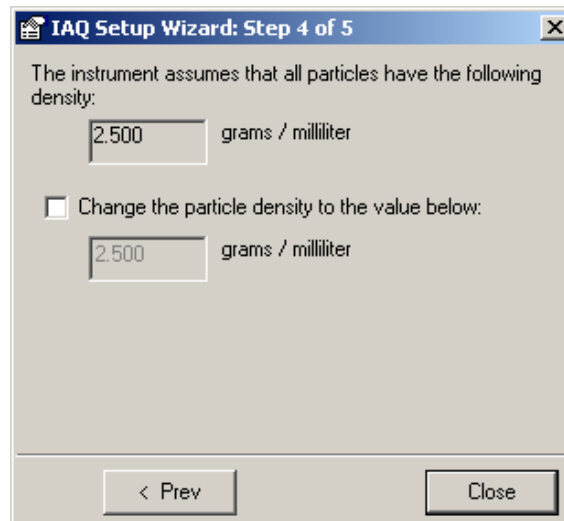 IAQ Setup Wizard: Step 4 of 5
The instrument assumes that all particles have the following
density:
2.500 grams / milliliter
Change the particle density to the value below:
2.500 grams / milliliter
< Prev Close